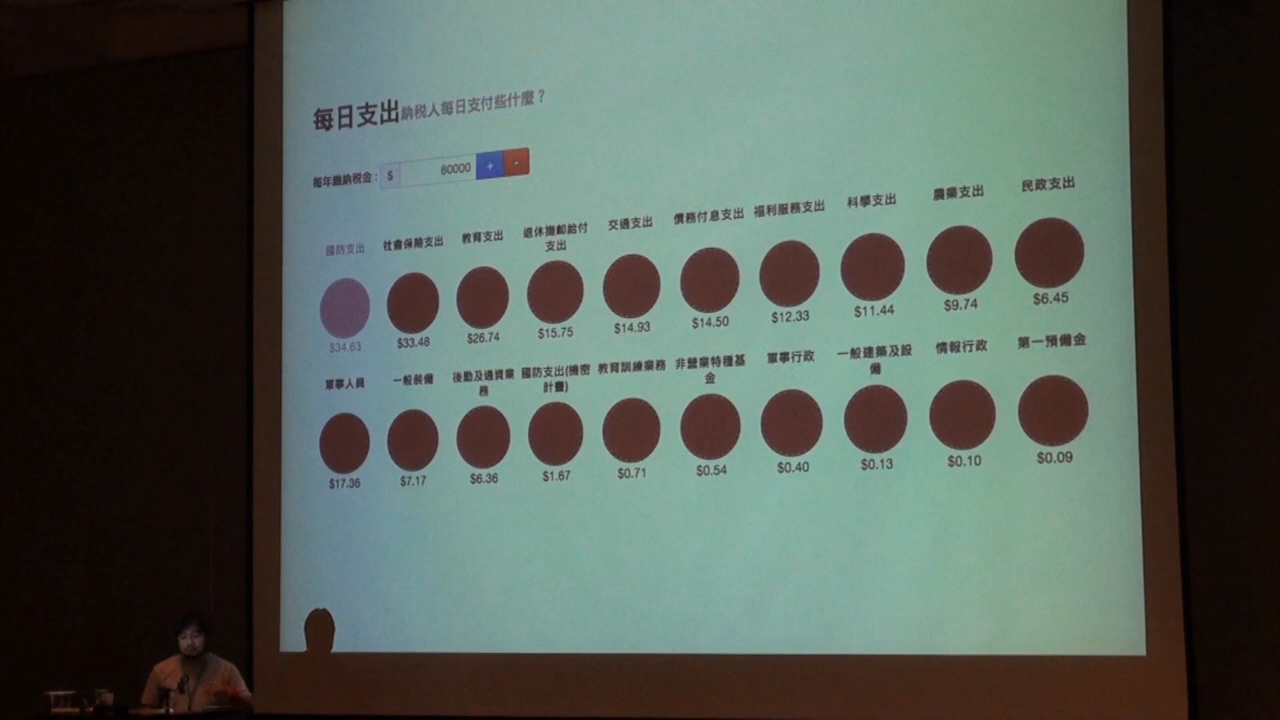 每日支出納稅人每日支付些什麼？
每年繳納稅金： $ 80000 + -
國防支出 社會保險支出 教育支出 退休撫卹給付支出 交通支出 債務付息支出 福利服務支出 科學支出 農業支出 民政支出
$34.63 $33.48 $26.74 $15.75 $14.93 $14.50 $12.33 $11.44 $9.74 $6.45
軍事人員 一般裝備 後勤及通資業務 國防支出(機密計畫) 教育訓練業務 非營業特種基金 軍事行政 一般建築及設備 情報行政 第一預備金
$17.36 $7.17 $6.36 $1.67 $0.71 $0.54 $0.40 $0.13 $0.10 $0.09